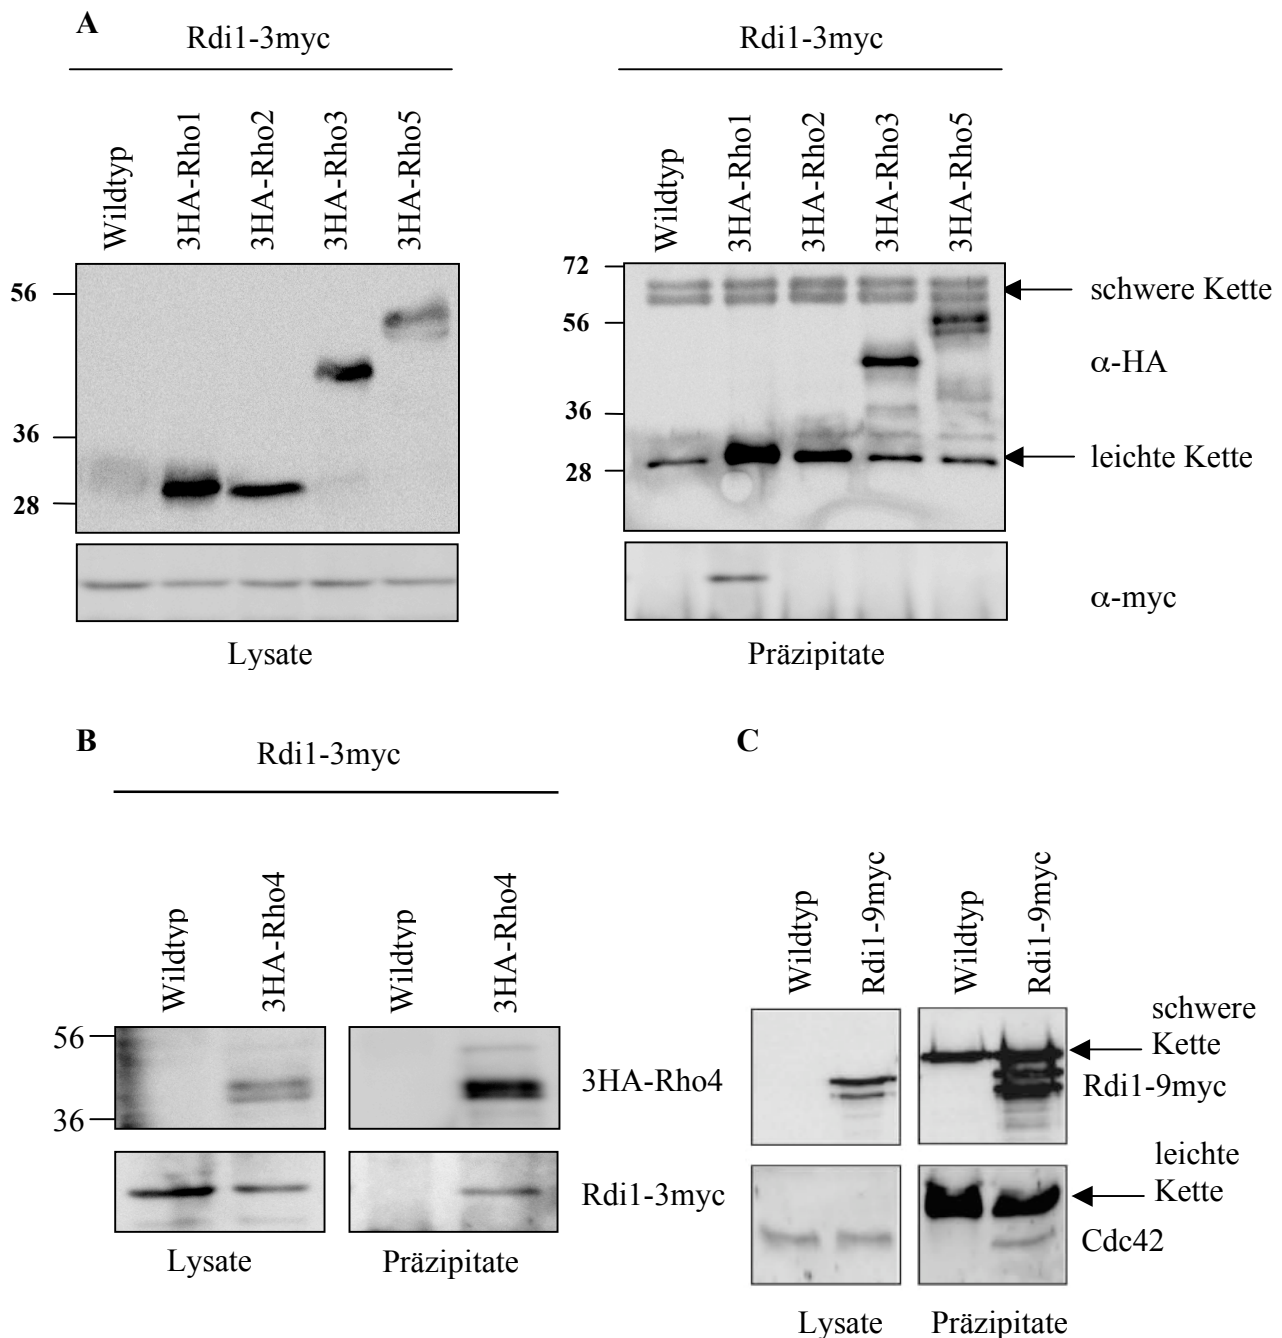 A
Rdi1-3myc
Rdi1-3myc
Wildtyp
3HA-Rho1
3HA-Rho2
3HA-Rho3
3HA-Rho5
Wildtyp
3HA-Rho1
3HA-Rho2
3HA-Rho3
3HA-Rho5
56
36
28
72
56
36
28
schwere Kette
α-HA
leichte Kette
α-myc
Lysate
Präzipitate
B
Rdi1-3myc
Wildtyp
3HA-Rho4
Wildtyp
3HA-Rho4
56
36
3HA-Rho4
Rdi1-3myc
Lysate
Präzipitate
C
Wildtyp
Rdi1-9myc
Wildtyp
Rdi1-9myc
schwere
Kette
Rdi1-9myc
leichte
Kette
Cdc42
Lysate
Präzipitate